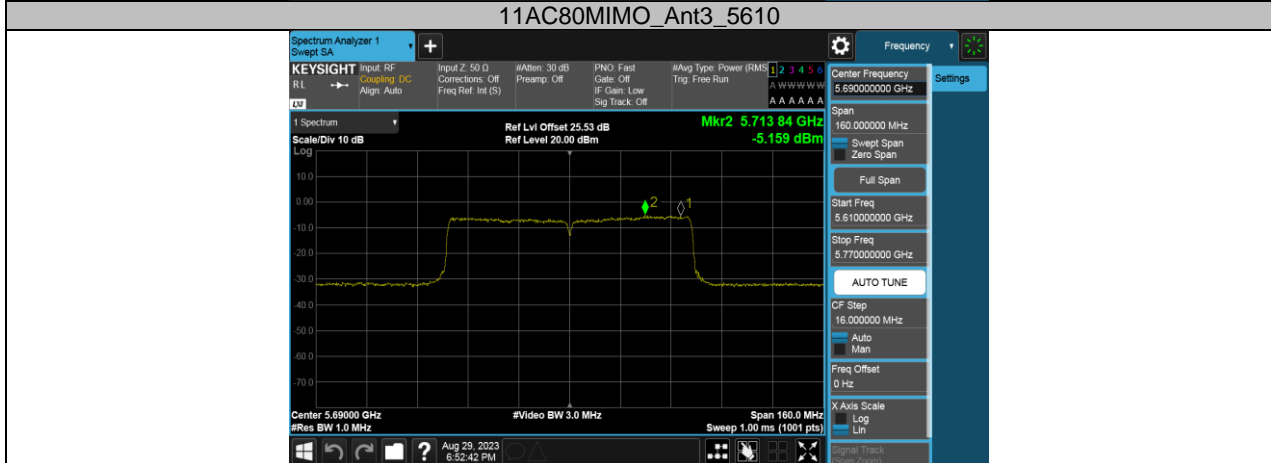 11AC80MIMO_Ant3_5610
Spectrum Analyzer 1
Swept SA
+
Frequency
KEYSIGHT
RL
LXI
Input: RF
Coupling: DC
Align: Auto
Input Z: 50 Ω
Corrections: Off
Freq Ref: Int (S)
#Atten: 30 dB
Preamp: Off
PNO: Fast
Gate: Off
IF Gain: Low
Sig Track: Off
#Avg Type: Power (RMS
Trig: Free Run
1 2 3 4 5 6
A W W W W W
A A A A A A
1 Spectrum
Scale/Div 10 dB
Log
Ref Lvl Offset 25.53 dB
Ref Level 20.00 dBm
Mkr2 5.713 84 GHz
-5.159 dBm
10.0
0.00
-10.0
-20.0
-30.0
-40.0
-50.0
-60.0
-70.0
2
1
Center 5.69000 GHz
#Res BW 1.0 MHz
#Video BW 3.0 MHz
Span 160.0 MHz
Sweep 1.00 ms (1001 pts)
?
Aug 29, 2023
6:52:42 PM
Center Frequency
5.690000000 GHz
Settings
Span
160.000000 MHz
Swept Span
Zero Span
Full Span
Start Freq
5.610000000 GHz
Stop Freq
5.770000000 GHz
AUTO TUNE
CF Step
16.000000 MHz
Auto
Man
Freq Offset
0 Hz
X Axis Scale
Log
Lin
Signal Track
(Span Zoom)